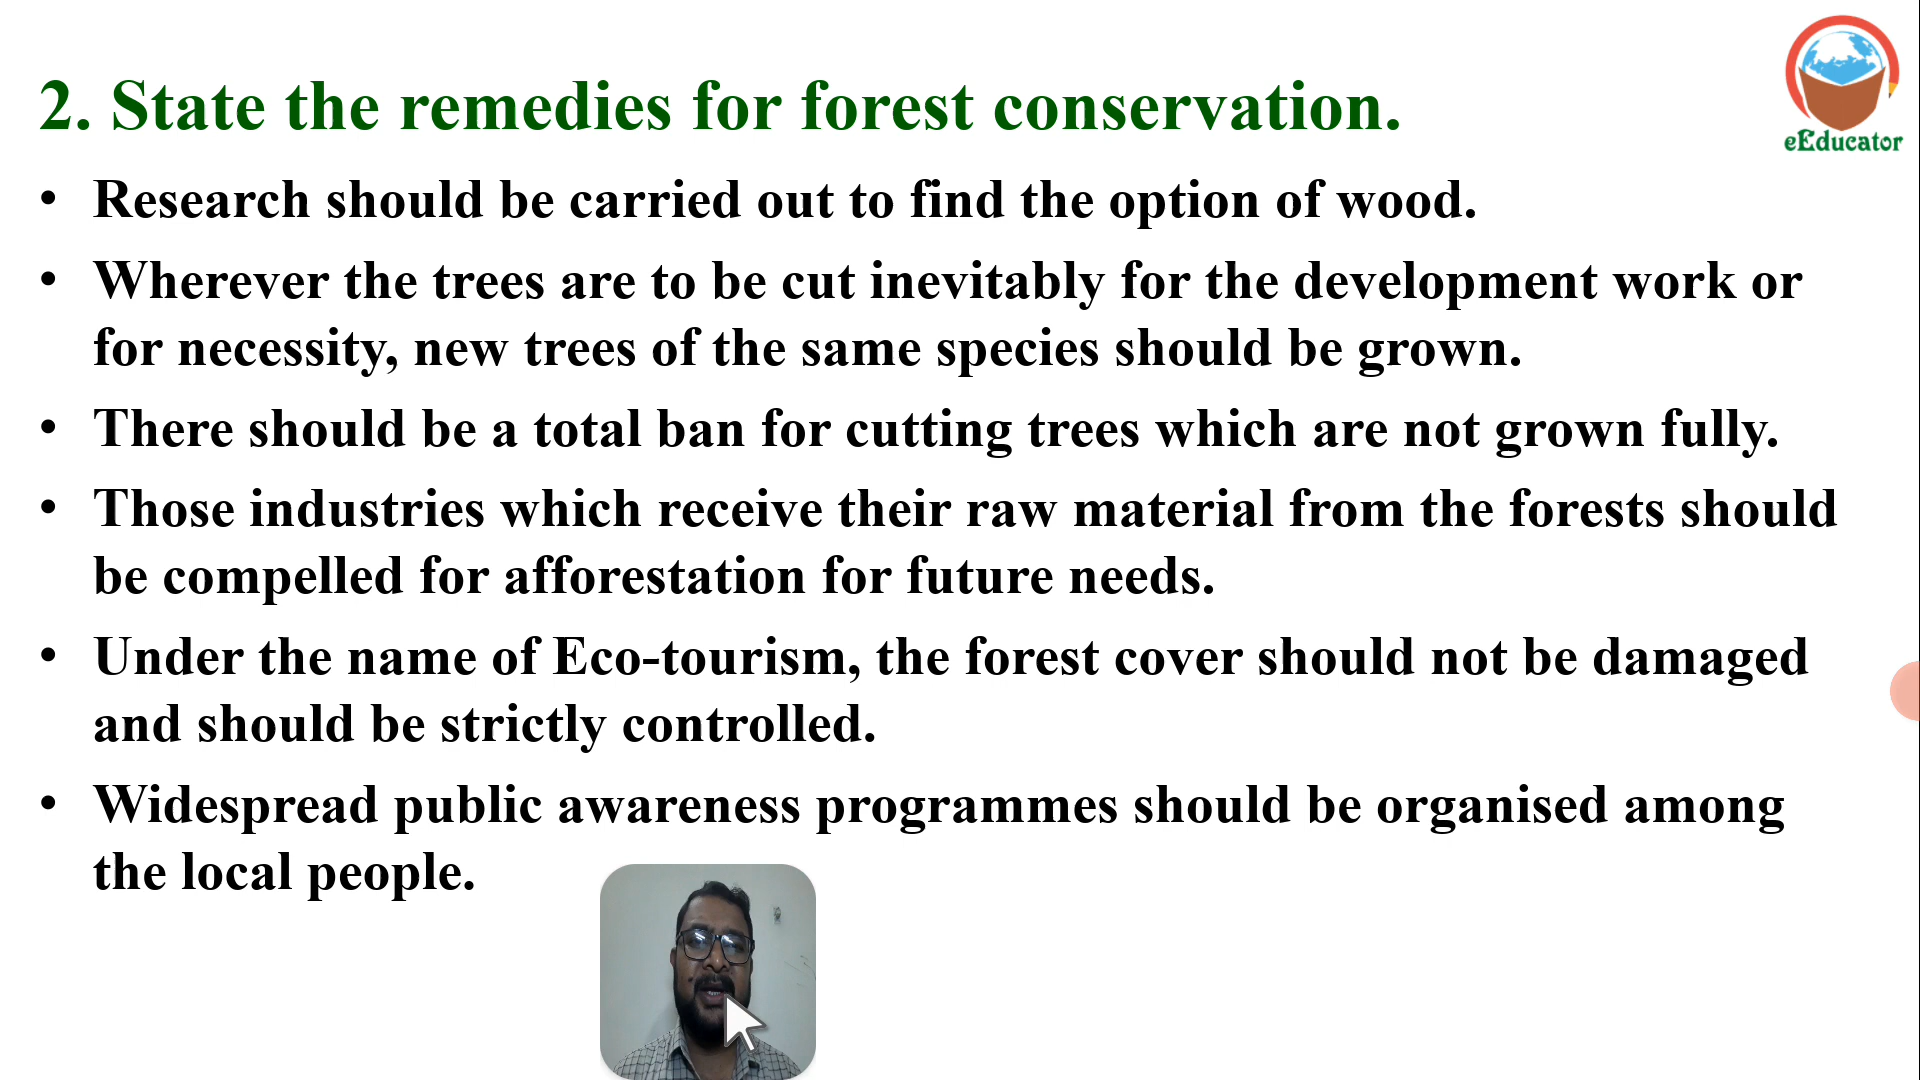 eEducator
2. State the remedies for forest conservation.
• Research should be carried out to find the option of wood.
• Wherever the trees are to be cut inevitably for the development work or
for necessity, new trees of the same species should be grown.
• There should be a total ban for cutting trees which are not grown fully.
• Those industries which receive their raw material from the forests should
be compelled for afforestation for future needs.
• Under the name of Eco-tourism, the forest cover should not be damaged
and should be strictly controlled.
• Widespread public awareness programmes should be organised among
the local people.